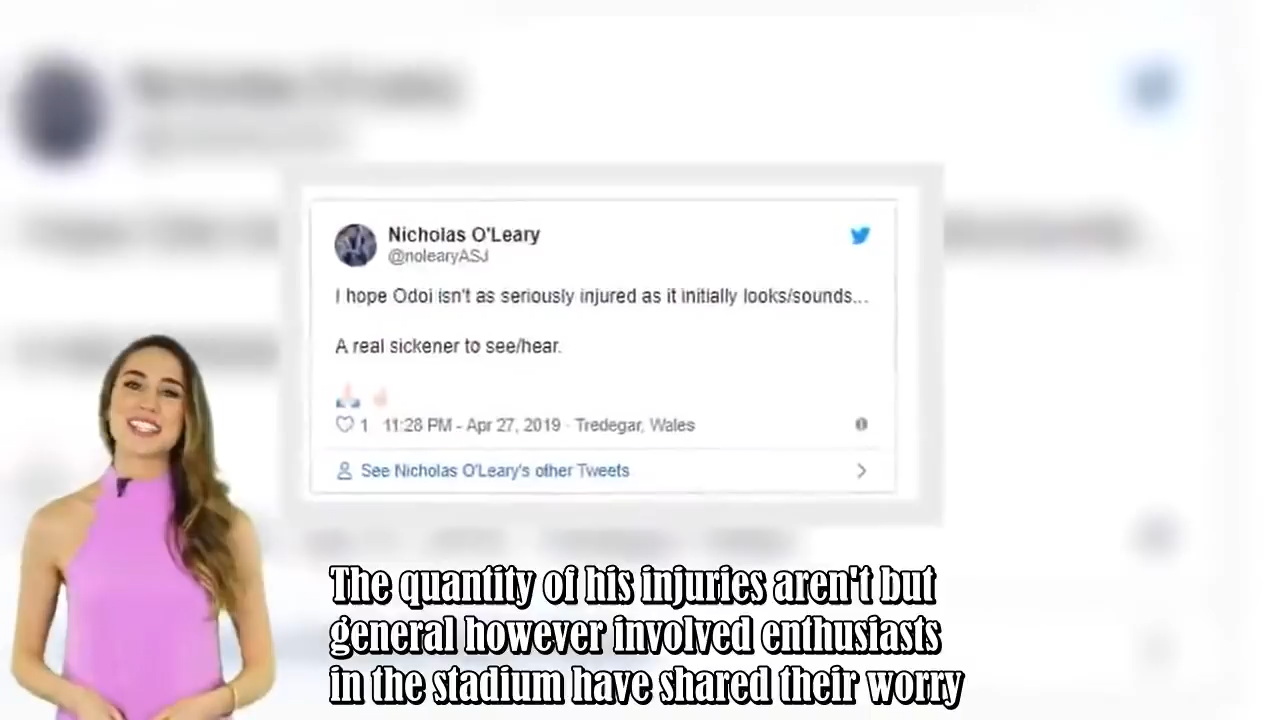 Nicholas O'Leary
@nolearyASJ
I hope Odoi isn't as seriously injured as it initially looks/sounds...
A real sickener to see/hear.
1 11:28 PM - Apr 27, 2019 · Tredegar, Wales
See Nicholas O'Leary's other Tweets
The quantity of his injuries aren't but
general however involved enthusiasts
in the stadium have shared their worry